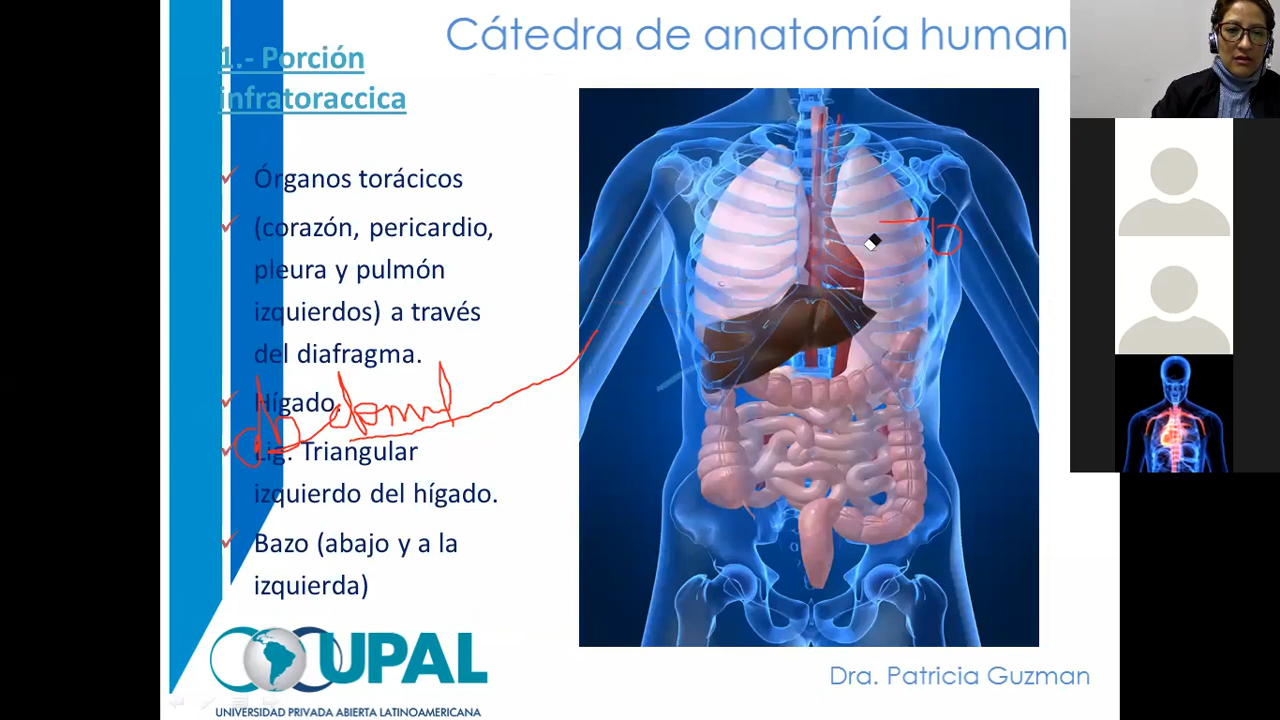 Cátedra de anatomía human
1.- Porción
infratoraccica
Órganos torácicos
(corazón, pericardio,
pleura y pulmón
izquierdos) a través
del diafragma.
Hígado.
Lig. Triangular
izquierdo del hígado.
Bazo (abajo y a la
izquierda)
b
UPAL
UNIVERSIDAD PRIVADA ABIERTA LATINOAMERICANA
Dra. Patricia Guzman